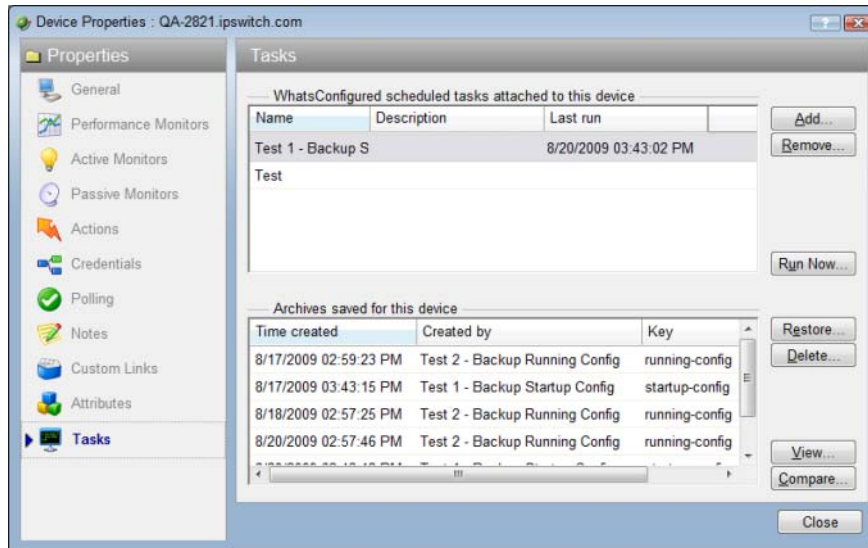 Device Properties : QA-2821.ipswitch.com
?
Properties
General
Performance Monitors
Active Monitors
Passive Monitors
Actions
Credentials
Polling
Notes
Custom Links
Attributes
Tasks
Tasks
WhatsConfigured scheduled tasks attached to this device
Name Description Last run
Test 1 - Backup S 8/20/2009 03:43:02 PM
Test
Add...
Remove...
Run Now...
Archives saved for this device
Time created Created by Key
8/17/2009 02:59:23 PM Test 2 - Backup Running Config running-config
8/17/2009 03:43:15 PM Test 1 - Backup Startup Config startup-config
8/18/2009 02:57:25 PM Test 2 - Backup Running Config running-config
8/20/2009 02:57:46 PM Test 2 - Backup Running Config running-config
Restore...
Delete...
View...
Compare...
Close